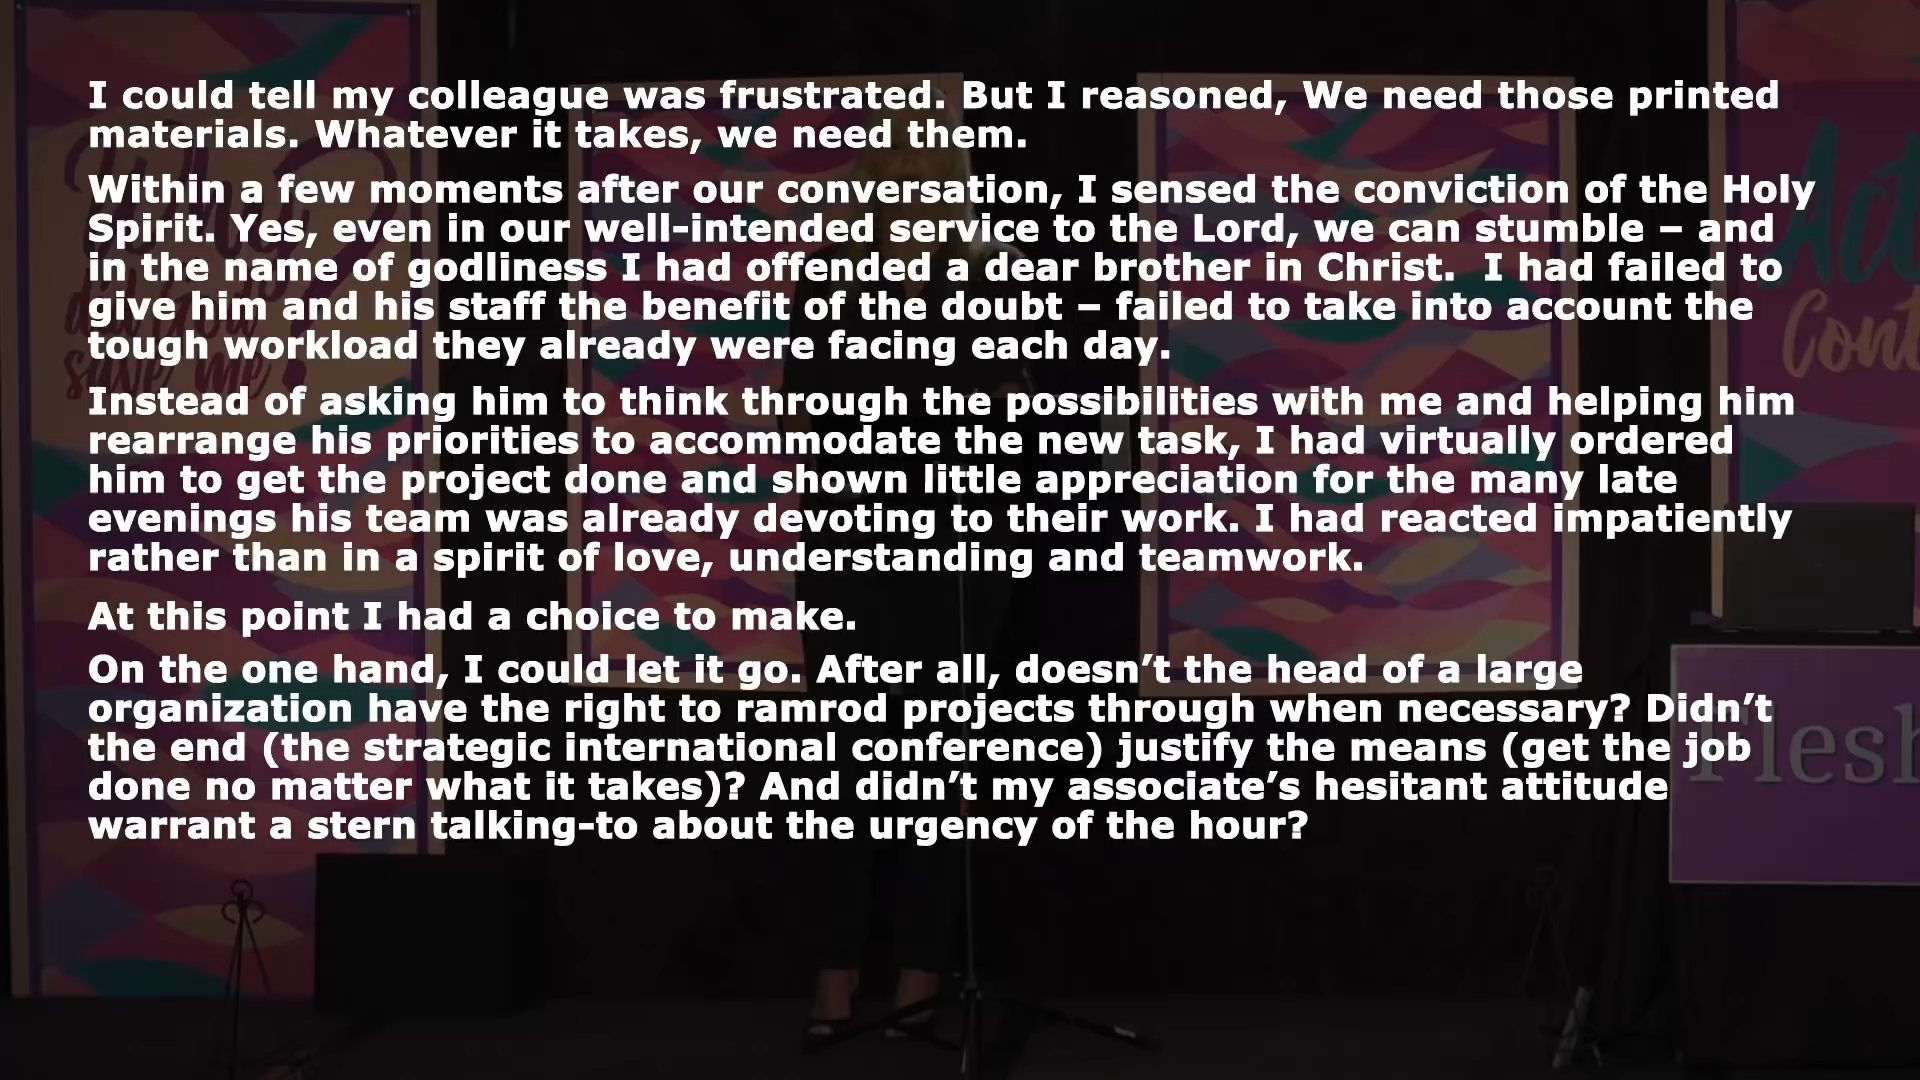 I could tell my colleague was frustrated. But I reasoned, We need those printed
materials. Whatever it takes, we need them.
Within a few moments after our conversation, I sensed the conviction of the Holy
Spirit. Yes, even in our well-intended service to the Lord, we can stumble – and
in the name of godliness I had offended a dear brother in Christ.  I had failed to
give him and his staff the benefit of the doubt – failed to take into account the
tough workload they already were facing each day.
Instead of asking him to think through the possibilities with me and helping him
rearrange his priorities to accommodate the new task, I had virtually ordered
him to get the project done and shown little appreciation for the many late
evenings his team was already devoting to their work. I had reacted impatiently
rather than in a spirit of love, understanding and teamwork.
At this point I had a choice to make.
On the one hand, I could let it go. After all, doesn’t the head of a large
organization have the right to ramrod projects through when necessary? Didn’t
the end (the strategic international conference) justify the means (get the job
done no matter what it takes)? And didn’t my associate’s hesitant attitude
warrant a stern talking-to about the urgency of the hour?
save me
Act
Cont
Flesh